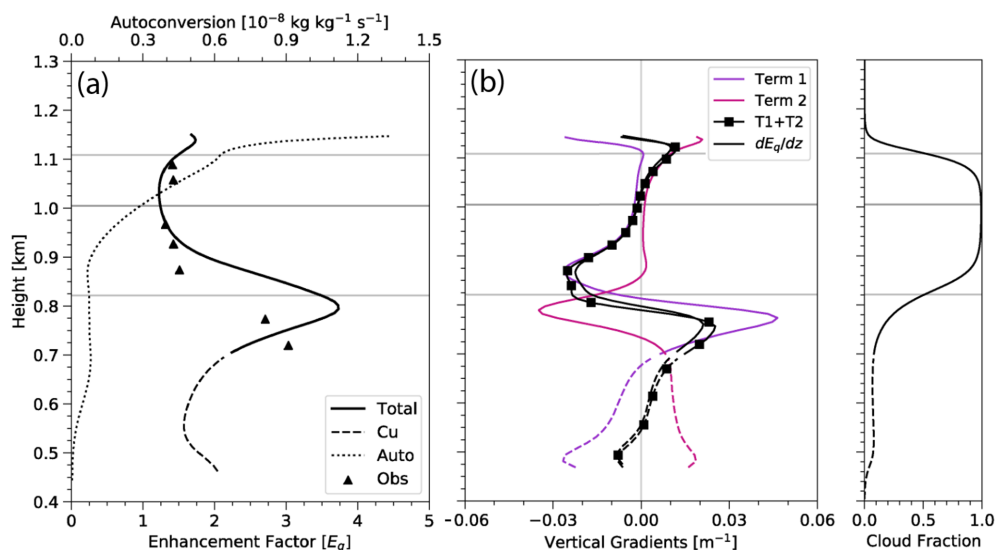 Autoconversion [10⁻⁸ kg kg⁻¹ s⁻¹]
0.0 0.3 0.6 0.9 1.2 1.5
(a)
1.3
1.2
1.1
1.0
0.9
0.8
0.7
0.6
0.5
0.4
Height [km]
Total
Cu
Auto
Obs
0 1 2 3 4 5
Enhancement Factor [E_q]
(b)
Term 1
Term 2
T1+T2
dE_q/dz
−0.06 −0.03 0.00 0.03 0.06
Vertical Gradients [m⁻¹]
0.0 0.5 1.0
Cloud Fraction